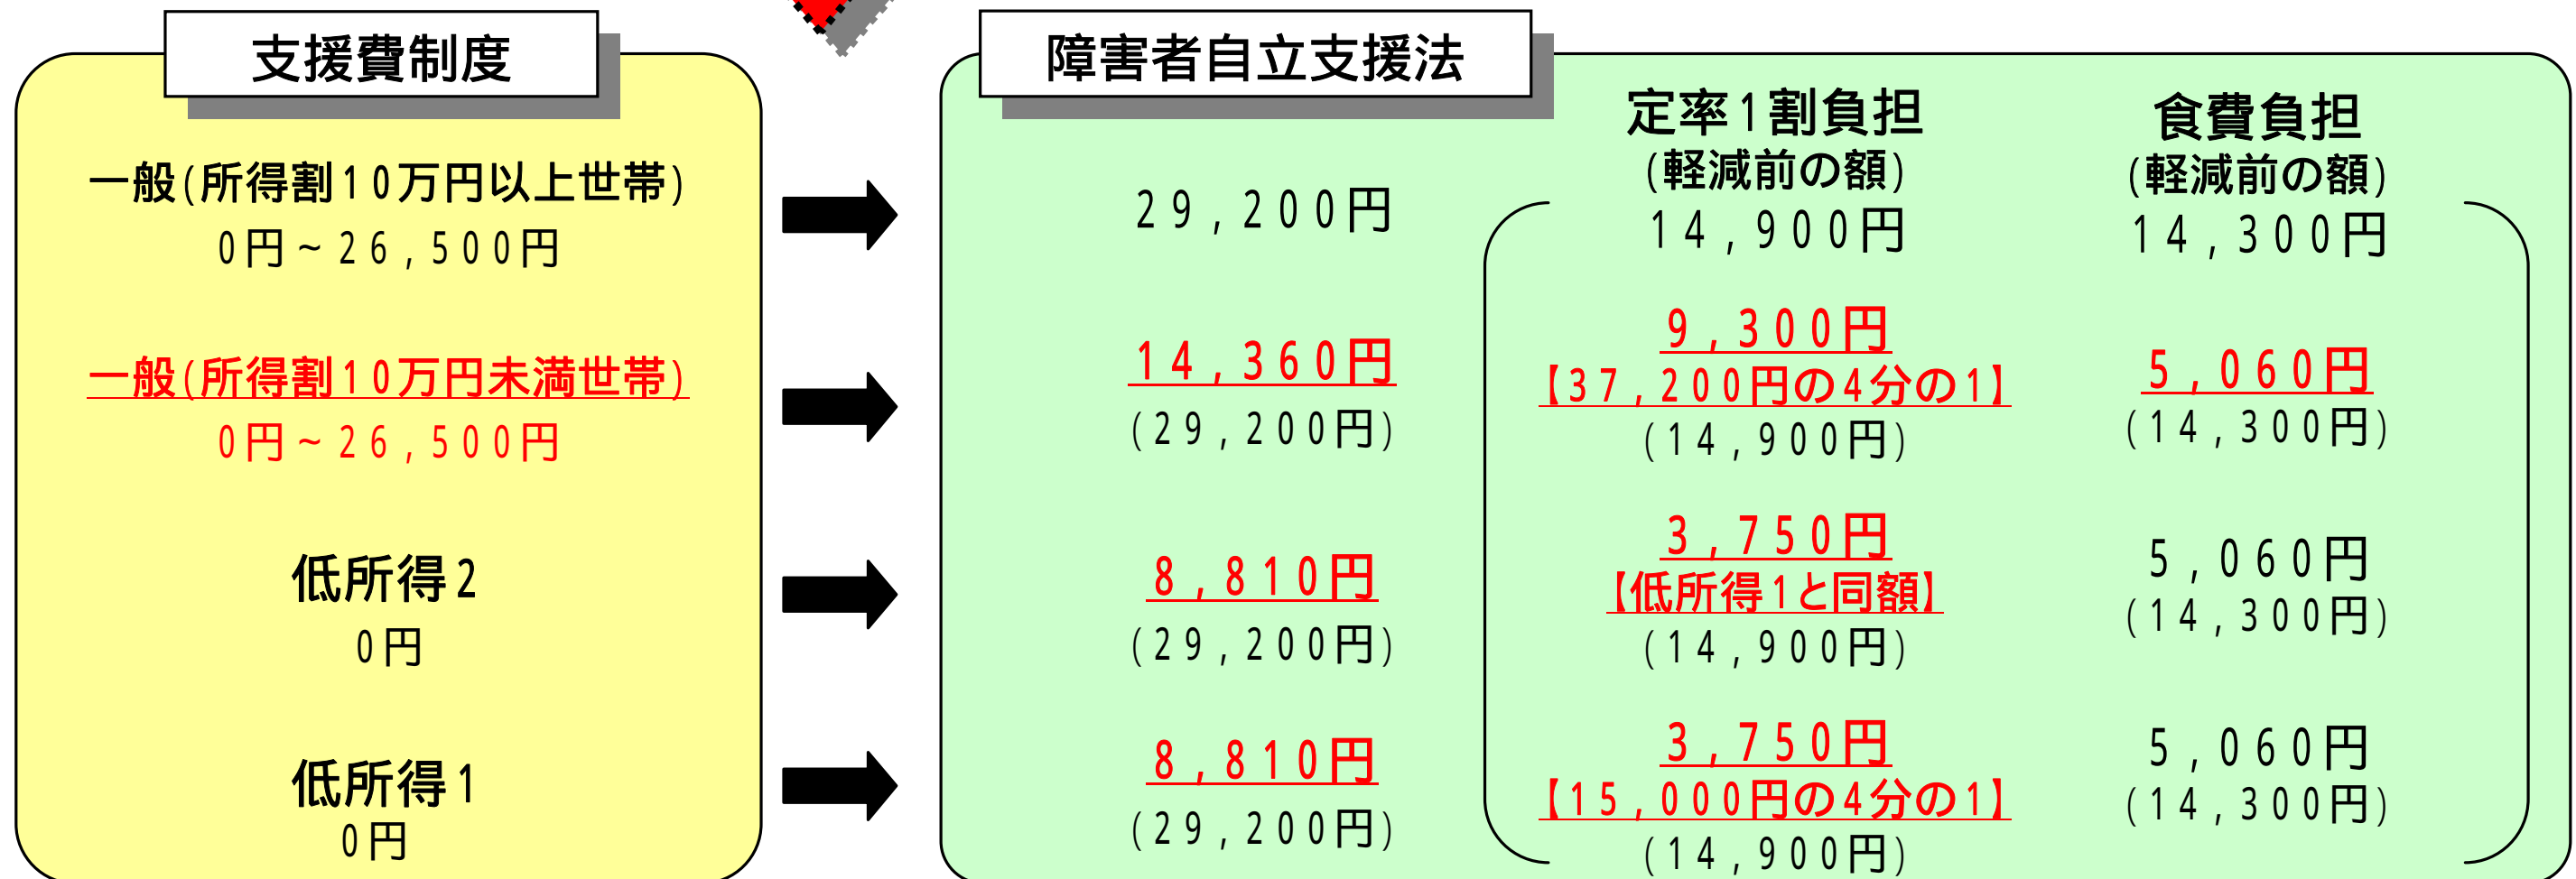 支援費制度
一般(所得割10万円以上世帯)
0円~26,500円
一般(所得割10万円未満世帯)
0円~26,500円
低所得2
0円
低所得1
0円
障害者自立支援法
29,200円
14,360円
(29,200円)
8,810円
(29,200円)
8,810円
(29,200円)
定率1割負担
(軽減前の額)
14,900円
9,300円
【37,200円の4分の1】
(14,900円)
3,750円
【低所得1と同額】
(14,900円)
3,750円
【15,000円の4分の1】
(14,900円)
食費負担
(軽減前の額)
14,300円
5,060円
(14,300円)
5,060円
(14,300円)
5,060円
(14,300円)